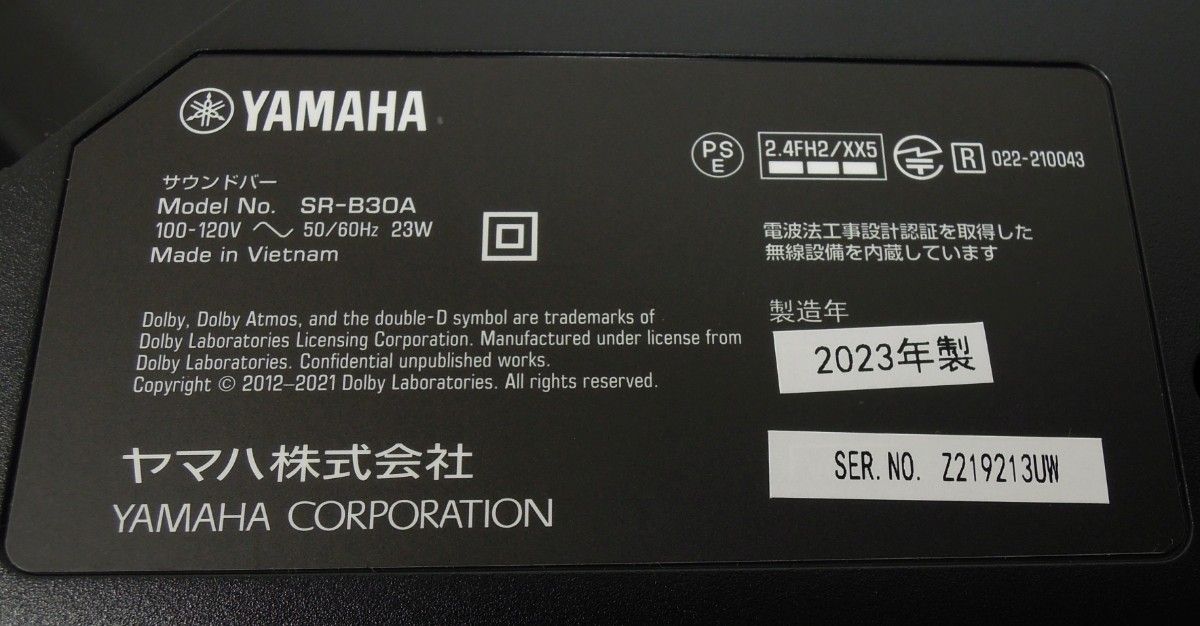 YAMAHA
サウンドバー
Model No. SR-B30A
100-120V ～ 50/60Hz 23W
Made in Vietnam
PS
E
2.4FH2/XX5
R 022-210043
電波法工事設計認証を取得した
無線設備を内蔵しています
Dolby, Dolby Atmos, and the double-D symbol are trademarks of
Dolby Laboratories Licensing Corporation. Manufactured under license from
Dolby Laboratories. Confidential unpublished works.
Copyright © 2012–2021 Dolby Laboratories. All rights reserved.
製造年
2023年製
SER. NO. Z219213UW
ヤマハ株式会社
YAMAHA CORPORATION